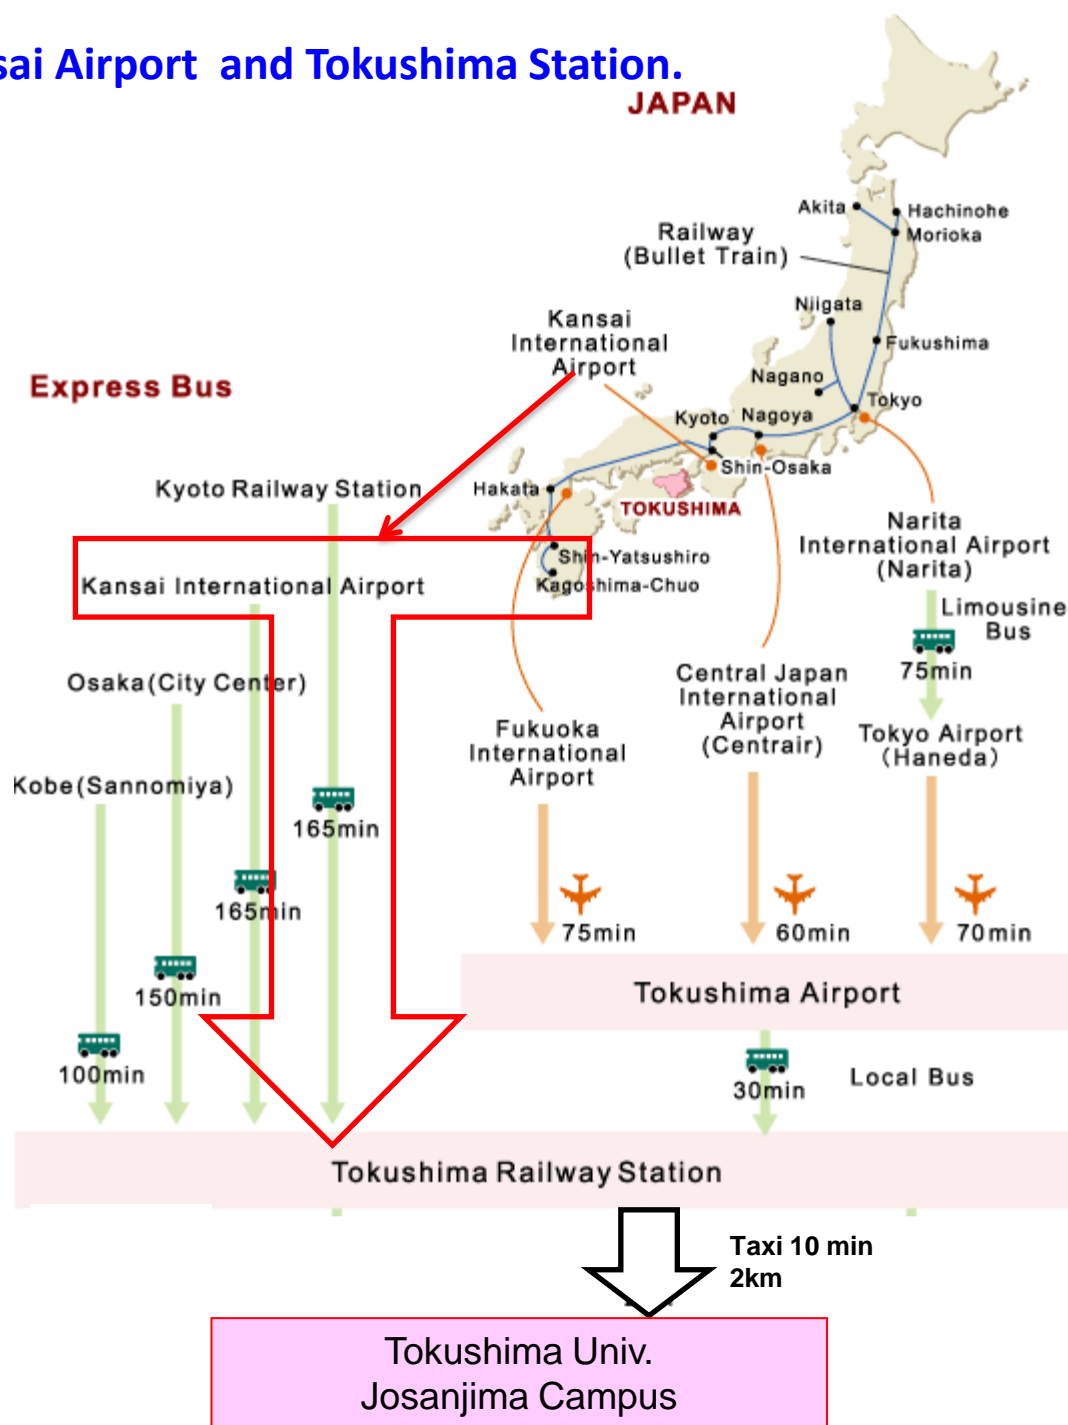 sai Airport and Tokushima Station.
JAPAN
Akita
Hachinohe
Morioka
Railway
(Bullet Train)
Niigata
Kansai
International
Airport
Fukushima
Nagano
Express Bus
Tokyo
Kyoto
Nagoya
Shin-Osaka
Kyoto Railway Station
Hakata
TOKUSHIMA
Narita
International Airport
(Narita)
Shin-Yatsushiro
Kansai International Airport
Kagoshima-Chuo
Limousine
Bus
75min
Osaka(City Center)
Central Japan
International
Airport
(Centrair)
Fukuoka
International
Airport
Tokyo Airport
(Haneda)
Kobe(Sannomiya)
165min
165min
75min
60min
70min
150min
Tokushima Airport
100min
30min
Local Bus
Tokushima Railway Station
Taxi 10 min
2km
Tokushima Univ.
Josanjima Campus